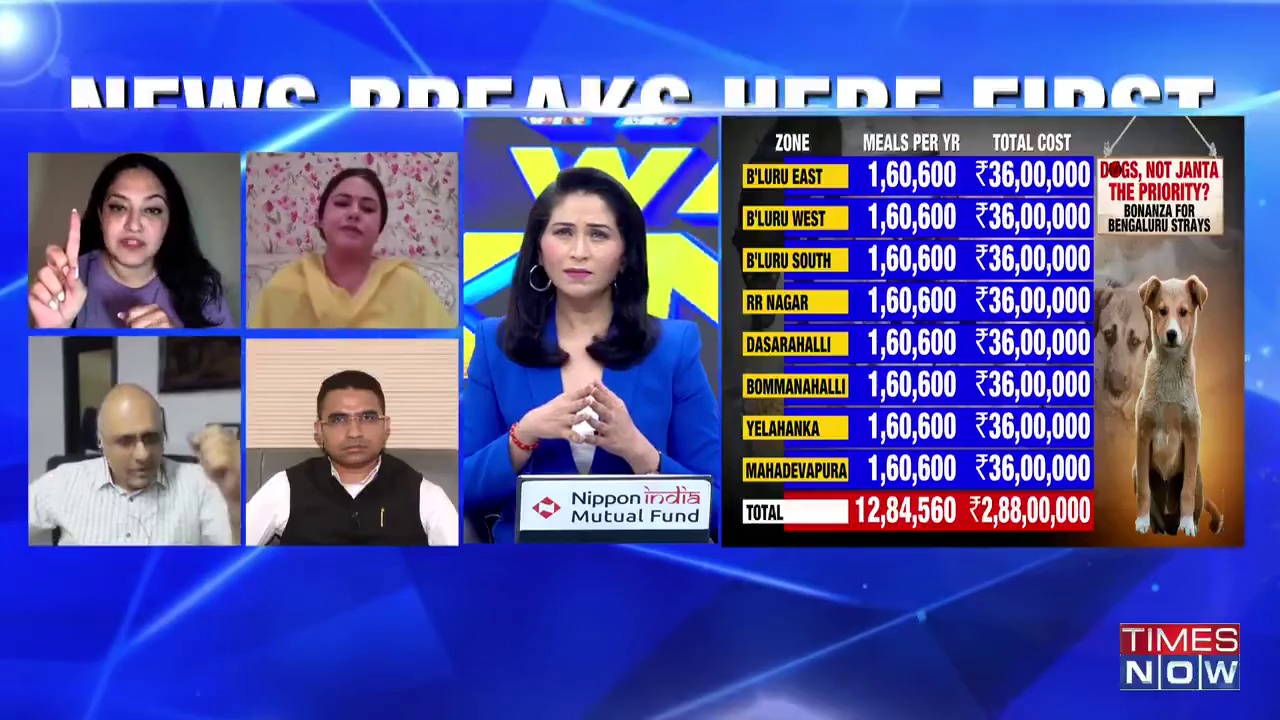 NEWS BREAKS HERE FIRST
ZONE MEALS PER YR TOTAL COST
B'LURU EAST 1,60,600 ₹36,00,000
B'LURU WEST 1,60,600 ₹36,00,000
B'LURU SOUTH 1,60,600 ₹36,00,000
RR NAGAR 1,60,600 ₹36,00,000
DASARAHALLI 1,60,600 ₹36,00,000
BOMMANAHALLI 1,60,600 ₹36,00,000
YELAHANKA 1,60,600 ₹36,00,000
MAHADEVAPURA 1,60,600 ₹36,00,000
TOTAL 12,84,560 ₹2,88,00,000
DOGS, NOT JANTA
THE PRIORITY?
BONANZA FOR
BENGALURU STRAYS
Nippon india
Mutual Fund
TIMES
NOW